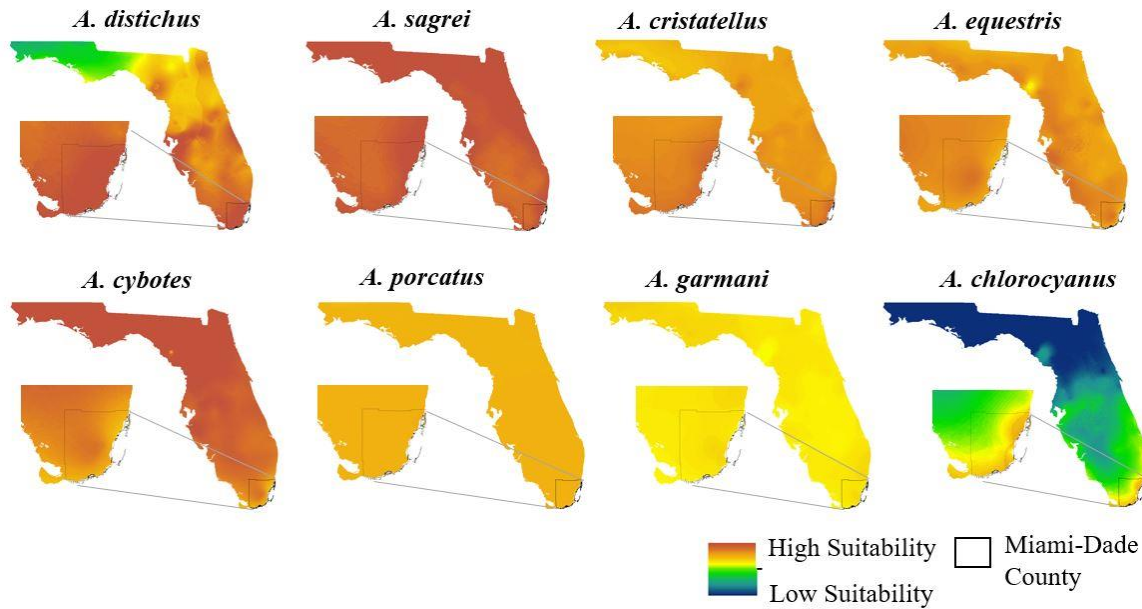 A. distichus
A. sagrei
A. cristatellus
A. equestris
A. cybotes
A. porcatus
A. garmani
A. chlorocyanus
High Suitability
Low Suitability
Miami-Dade
County